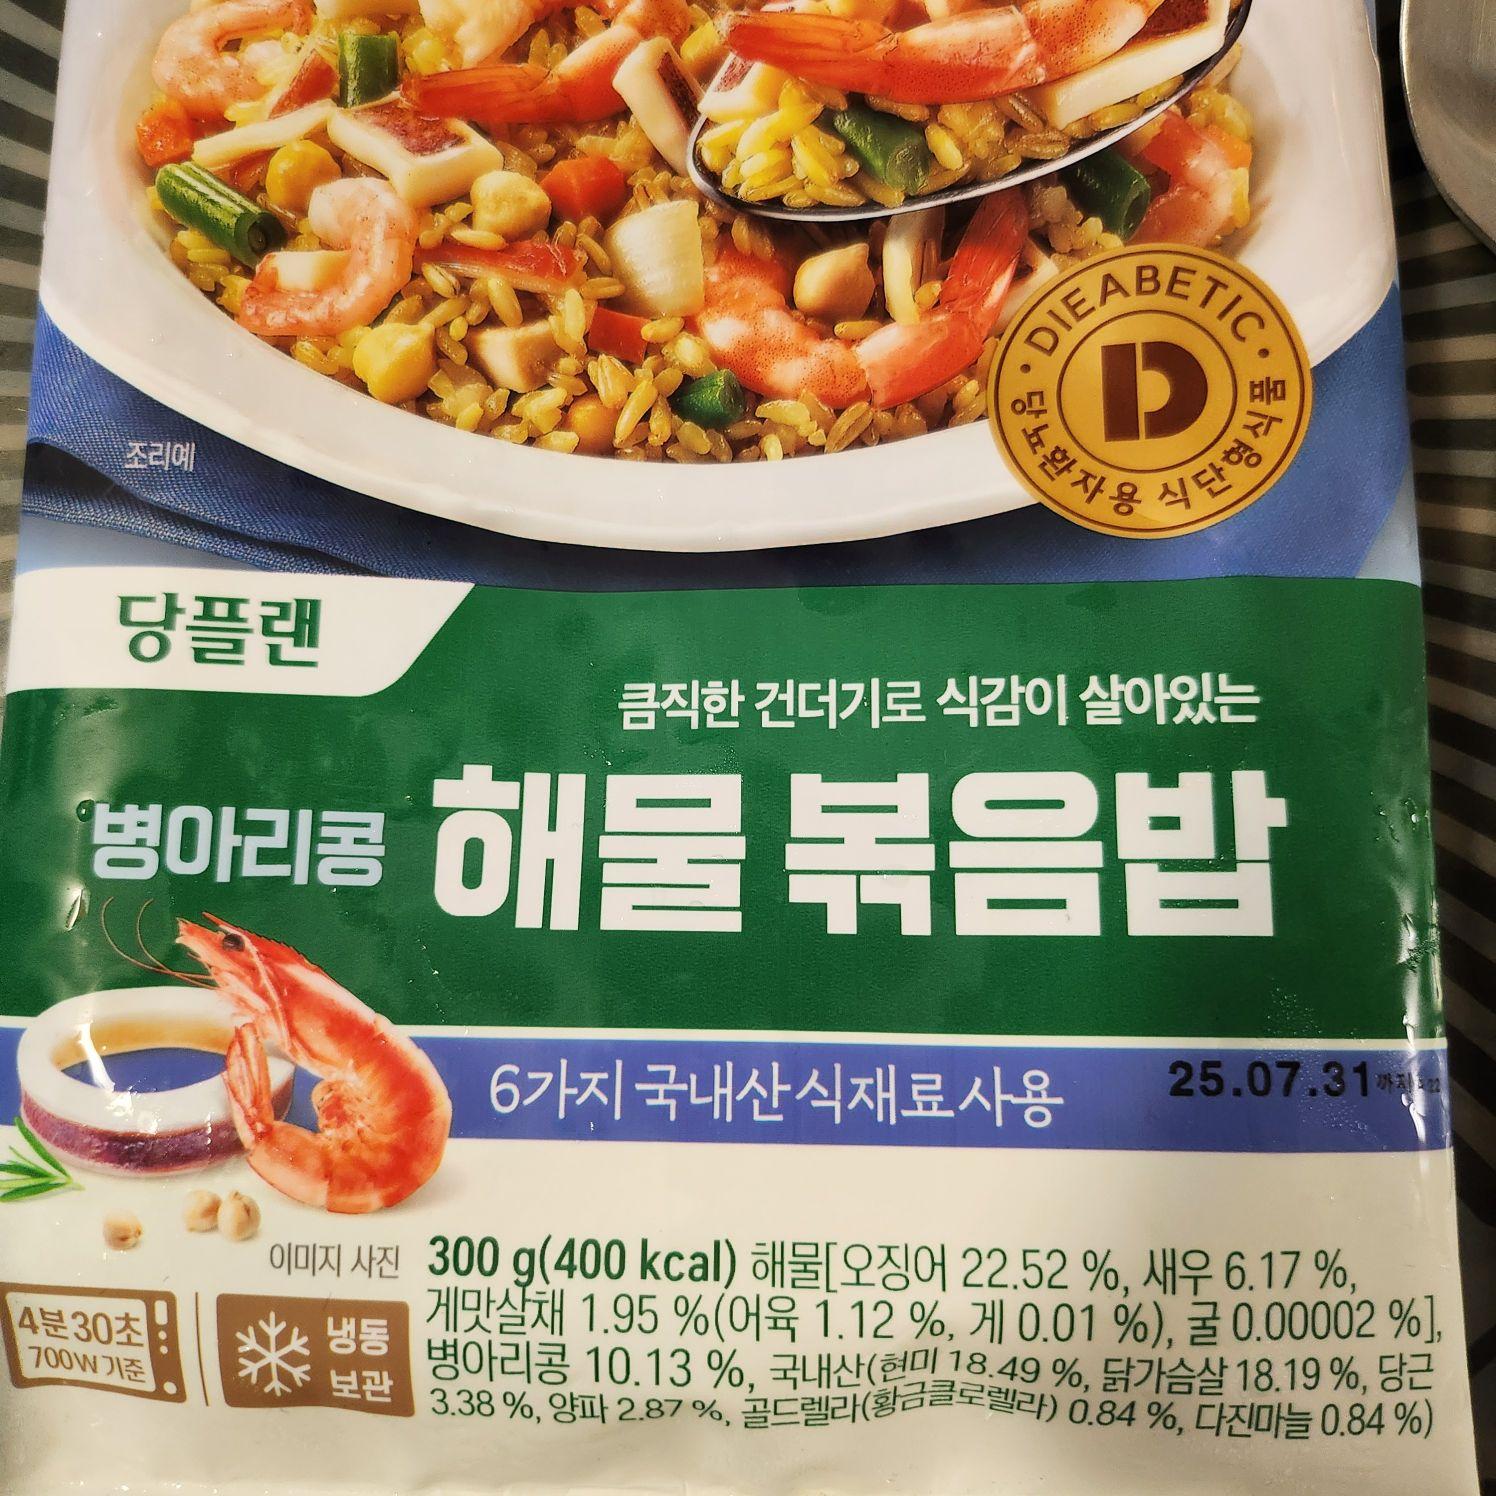 DIEABETIC
D
당뇨환자용 식단형식품
조리예
당플랜
큼직한 건더기로 식감이 살아있는
병아리콩 해물 볶음밥
6가지 국내산 식재료 사용
25.07.31까지
이미지 사진
300 g(400 kcal) 해물[오징어 22.52 %, 새우 6.17 %,
게맛살채 1.95 %(어육 1.12 %, 게 0.01 %), 굴 0.00002 %],
병아리콩 10.13 %, 국내산(현미 18.49 %, 닭가슴살 18.19 %, 당근
3.38 %, 양파 2.87 %, 골드렐라(황금클로렐라) 0.84 %, 다진마늘 0.84 %)
4분 30초
700W 기준
냉동
보관